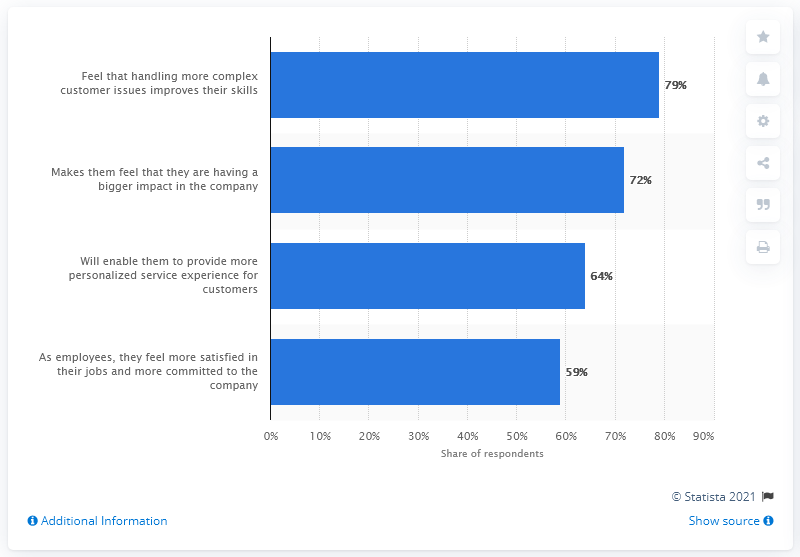 Feel that handling more complex
customer issues improves their skills
79%
Makes them feel that they are having a
bigger impact in the company
72%
Will enable them to provide more
personalized service experience for
customers
64%
As employees, they feel more satisfied in
their jobs and more committed to the
company
59%
0% 10% 20% 30% 40% 50% 60% 70% 80% 90%
Share of respondents
© Statista 2021
Additional Information
Show source